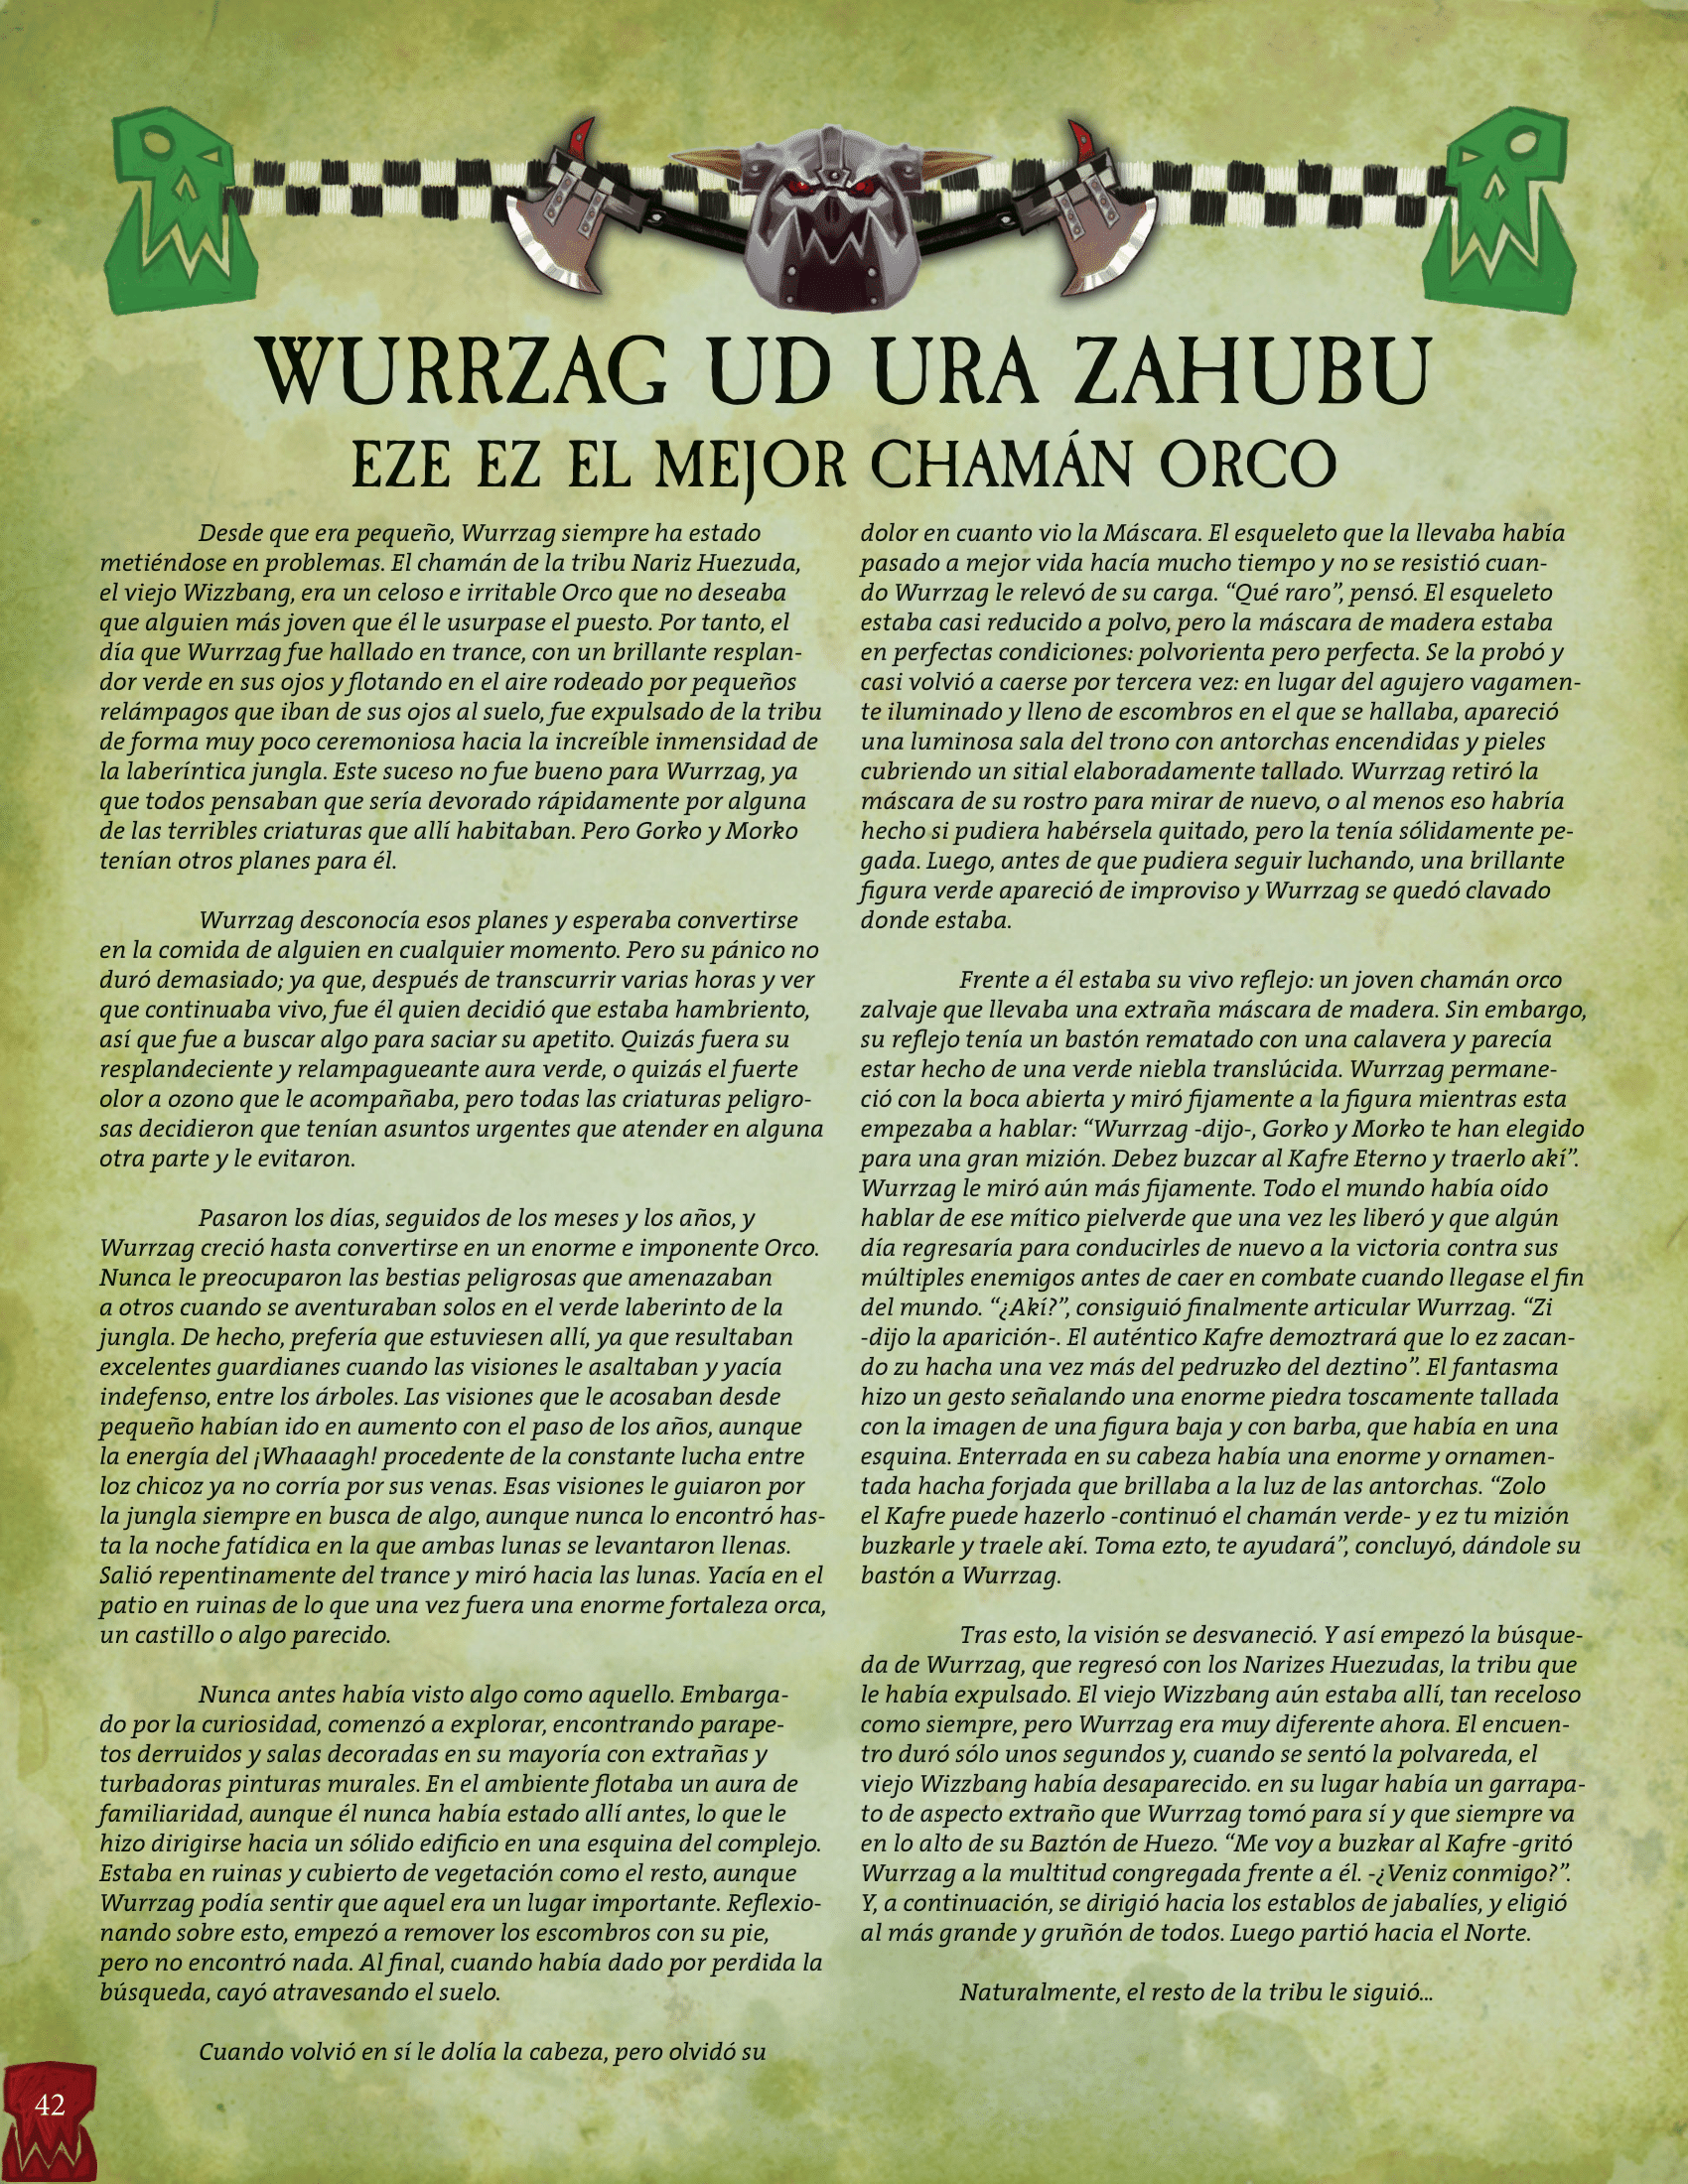 WURRZAG UD URA ZAHUBU
EZE EZ EL MEJOR CHAMÁN ORCO
Desde que era pequeño, Wurrzag siempre ha estado
metiéndose en problemas. El chamán de la tribu Nariz Huezuda,
el viejo Wizzbang, era un celoso e irritable Orco que no deseaba
que alguien más joven que él le usurpase el puesto. Por tanto, el
día que Wurrzag fue hallado en trance, con un brillante resplan-
dor verde en sus ojos y flotando en el aire rodeado por pequeños
relámpagos que iban de sus ojos al suelo, fue expulsado de la tribu
de forma muy poco ceremoniosa hacia la increíble inmensidad de
la laberíntica jungla. Este suceso no fue bueno para Wurrzag, ya
que todos pensaban que sería devorado rápidamente por alguna
de las terribles criaturas que allí habitaban. Pero Gorko y Morko
tenían otros planes para él.
Wurrzag desconocía esos planes y esperaba convertirse
en la comida de alguien en cualquier momento. Pero su pánico no
duró demasiado; ya que, después de transcurrir varias horas y ver
que continuaba vivo, fue él quien decidió que estaba hambriento,
así que fue a buscar algo para saciar su apetito. Quizás fuera su
resplandeciente y relampagueante aura verde, o quizás el fuerte
olor a ozono que le acompañaba, pero todas las criaturas peligro-
sas decidieron que tenían asuntos urgentes que atender en alguna
otra parte y le evitaron.
Pasaron los días, seguidos de los meses y los años, y
Wurrzag creció hasta convertirse en un enorme e imponente Orco.
Nunca le preocuparon las bestias peligrosas que amenazaban
a otros cuando se aventuraban solos en el verde laberinto de la
jungla. De hecho, prefería que estuviesen allí, ya que resultaban
excelentes guardianes cuando las visiones le asaltaban y yacía
indefenso, entre los árboles. Las visiones que le acosaban desde
pequeño habían ido en aumento con el paso de los años, aunque
la energía del ¡Whaaagh! procedente de la constante lucha entre
loz chicoz ya no corría por sus venas. Esas visiones le guiaron por
la jungla siempre en busca de algo, aunque nunca lo encontró has-
ta la noche fatídica en la que ambas lunas se levantaron llenas.
Salió repentinamente del trance y miró hacia las lunas. Yacía en el
patio en ruinas de lo que una vez fuera una enorme fortaleza orca,
un castillo o algo parecido.
Nunca antes había visto algo como aquello. Embarga-
do por la curiosidad, comenzó a explorar, encontrando parape-
tos derruidos y salas decoradas en su mayoría con extrañas y
turbadoras pinturas murales. En el ambiente flotaba un aura de
familiaridad, aunque él nunca había estado allí antes, lo que le
hizo dirigirse hacia un sólido edificio en una esquina del complejo.
Estaba en ruinas y cubierto de vegetación como el resto, aunque
Wurrzag podía sentir que aquel era un lugar importante. Reflexio-
nando sobre esto, empezó a remover los escombros con su pie,
pero no encontró nada. Al final, cuando había dado por perdida la
búsqueda, cayó atravesando el suelo.
Cuando volvió en sí le dolía la cabeza, pero olvidó su
dolor en cuanto vio la Máscara. El esqueleto que la llevaba había
pasado a mejor vida hacía mucho tiempo y no se resistió cuan-
do Wurrzag le relevó de su carga. “Qué raro”, pensó. El esqueleto
estaba casi reducido a polvo, pero la máscara de madera estaba
en perfectas condiciones: polvorienta pero perfecta. Se la probó y
casi volvió a caerse por tercera vez: en lugar del agujero vagamen-
te iluminado y lleno de escombros en el que se hallaba, apareció
una luminosa sala del trono con antorchas encendidas y pieles
cubriendo un sitial elaboradamente tallado. Wurrzag retiró la
máscara de su rostro para mirar de nuevo, o al menos eso habría
hecho si pudiera habérsela quitado, pero la tenía sólidamente pe-
gada. Luego, antes de que pudiera seguir luchando, una brillante
figura verde apareció de improviso y Wurrzag se quedó clavado
donde estaba.
Frente a él estaba su vivo reflejo: un joven chamán orco
zalvaje que llevaba una extraña máscara de madera. Sin embargo,
su reflejo tenía un bastón rematado con una calavera y parecía
estar hecho de una verde niebla translúcida. Wurrzag permane-
ció con la boca abierta y miró fijamente a la figura mientras esta
empezaba a hablar: “Wurrzag -dijo-, Gorko y Morko te han elegido
para una gran mizión. Debez buzcar al Kafre Eterno y traerlo akí”.
Wurrzag le miró aún más fijamente. Todo el mundo había oído
hablar de ese mítico pielverde que una vez les liberó y que algún
día regresaría para conducirles de nuevo a la victoria contra sus
múltiples enemigos antes de caer en combate cuando llegase el fin
del mundo. “¿Akí?”, consiguió finalmente articular Wurrzag. “Zi
-dijo la aparición-. El auténtico Kafre demoztrará que lo ez zacan-
do zu hacha una vez más del pedruzko del deztino”. El fantasma
hizo un gesto señalando una enorme piedra toscamente tallada
con la imagen de una figura baja y con barba, que había en una
esquina. Enterrada en su cabeza había una enorme y ornamen-
tada hacha forjada que brillaba a la luz de las antorchas. “Zolo
el Kafre puede hazerlo -continuó el chamán verde- y ez tu mizión
buzkarle y traele akí. Toma ezto, te ayudará”, concluyó, dándole su
bastón a Wurrzag.
Tras esto, la visión se desvaneció. Y así empezó la búsque-
da de Wurrzag, que regresó con los Narizes Huezudas, la tribu que
le había expulsado. El viejo Wizzbang aún estaba allí, tan receloso
como siempre, pero Wurrzag era muy diferente ahora. El encuen-
tro duró sólo unos segundos y, cuando se sentó la polvareda, el
viejo Wizzbang había desaparecido. en su lugar había un garrapa-
to de aspecto extraño que Wurrzag tomó para sí y que siempre va
en lo alto de su Baztón de Huezo. “Me voy a buzkar al Kafre -gritó
Wurrzag a la multitud congregada frente a él. -¿Veniz conmigo?”.
Y, a continuación, se dirigió hacia los establos de jabalíes, y eligió
al más grande y gruñón de todos. Luego partió hacia el Norte.
Naturalmente, el resto de la tribu le siguió...
42